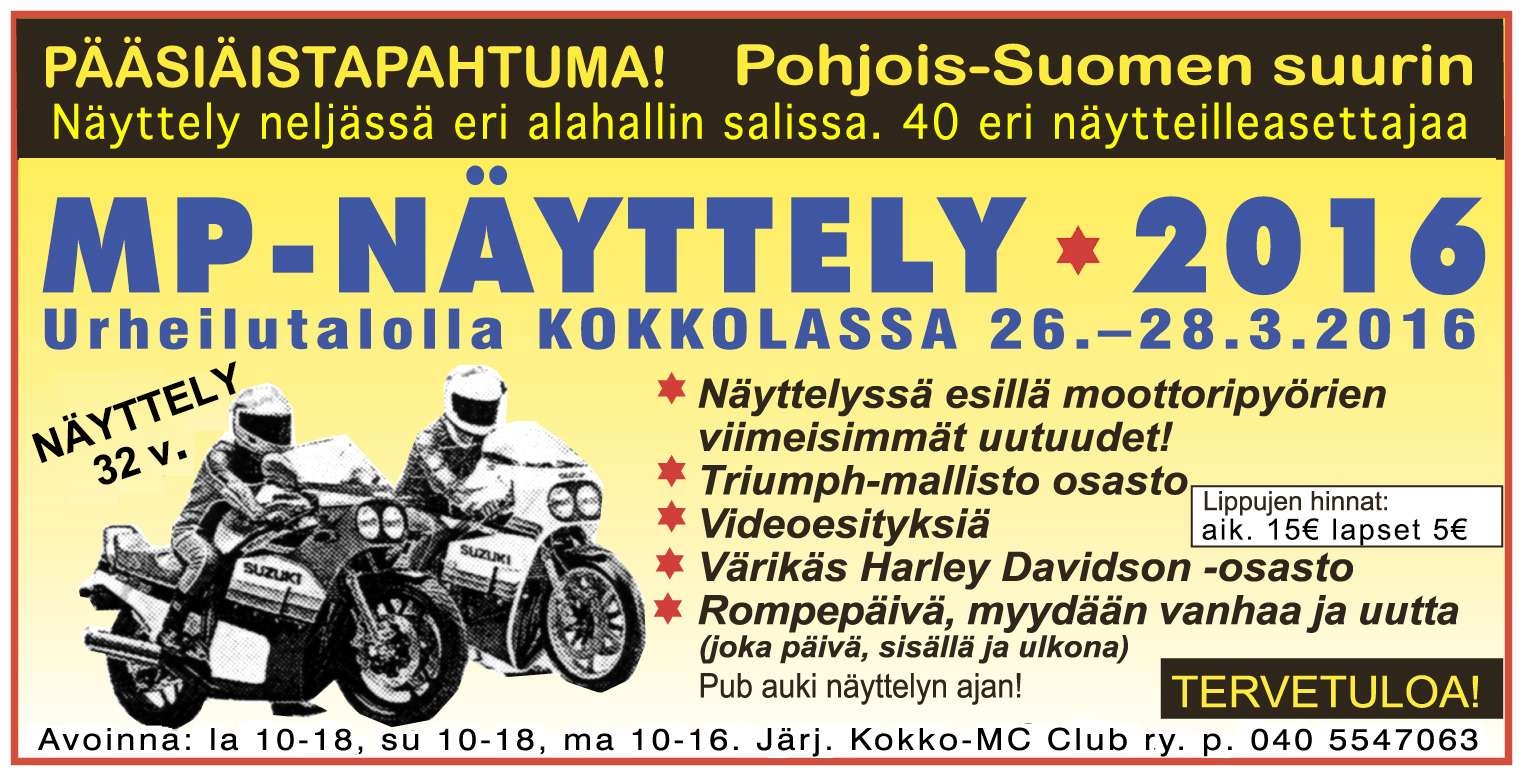 PÄÄSIÄISTAPAHTUMA! Pohjois-Suomen suurin
Näyttely neljässä eri alahallin salissa. 40 eri näytteilleasettajaa
MP-NÄYTTELY 2016
Urheilutalolla KOKKOLASSA 26.–28.3.2016
NÄYTTELY
32 v.
SUZUKI
SUZUKI
Näyttelyssä esillä moottoripyörien
viimeisimmät uutuudet!
Triumph-mallisto osasto
Videoesityksiä
Lippujen hinnat:
aik. 15€ lapset 5€
Värikäs Harley Davidson -osasto
Rompepäivä, myydään vanhaa ja uutta
(joka päivä, sisällä ja ulkona)
Pub auki näyttelyn ajan!
TERVETULOA!
Avoinna: la 10-18, su 10-18, ma 10-16. Järj. Kokko-MC Club ry. p. 040 5547063